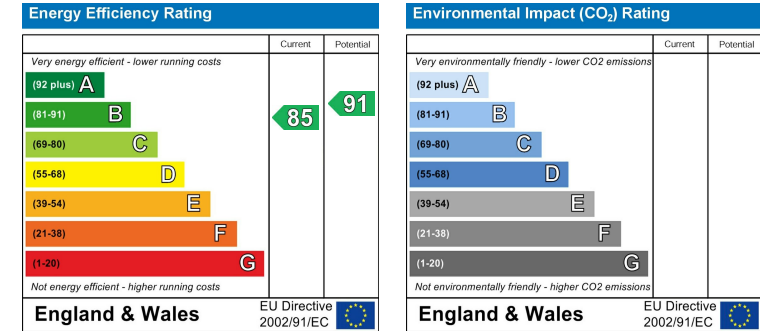 Energy Efficiency Rating
Current Potential
Very energy efficient - lower running costs
(92 plus) A
(81-91) B
(69-80) C
(55-68) D
(39-54) E
(21-38) F
(1-20) G
85
91
Not energy efficient - higher running costs
England & Wales
EU Directive
2002/91/EC
Environmental Impact (CO₂) Rating
Current Potential
Very environmentally friendly - lower CO2 emissions
(92 plus) A
(81-91) B
(69-80) C
(55-68) D
(39-54) E
(21-38) F
(1-20) G
Not environmentally friendly - higher CO2 emissions
England & Wales
EU Directive
2002/91/EC